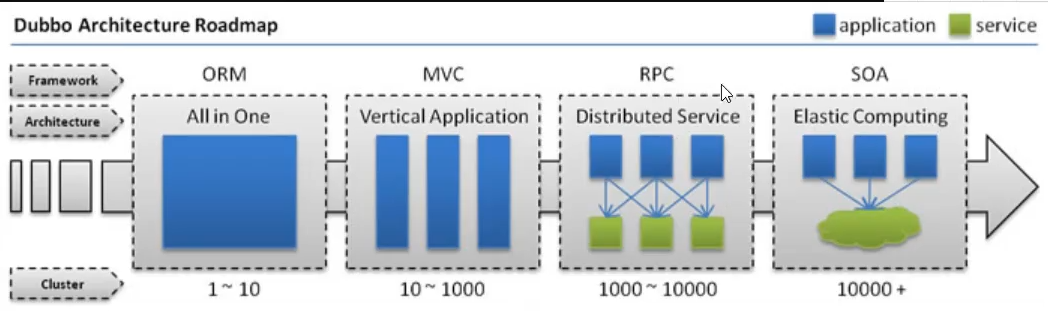 Dubbo Architecture Roadmap
application
service
Framework
ORM
MVC
RPC
SOA
Architecture
All in One
Vertical Application
Distributed Service
Elastic Computing
Cluster
1 ~ 10
10 ~ 1000
1000 ~ 10000
10000 +